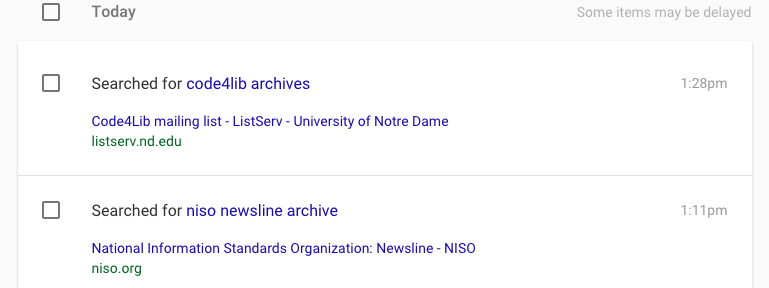 Today Some items may be delayed
Searched for code4lib archives 1:28pm
Code4Lib mailing list - ListServ - University of Notre Dame
listserv.nd.edu
Searched for niso newsline archive 1:11pm
National Information Standards Organization: Newsline - NISO
niso.org